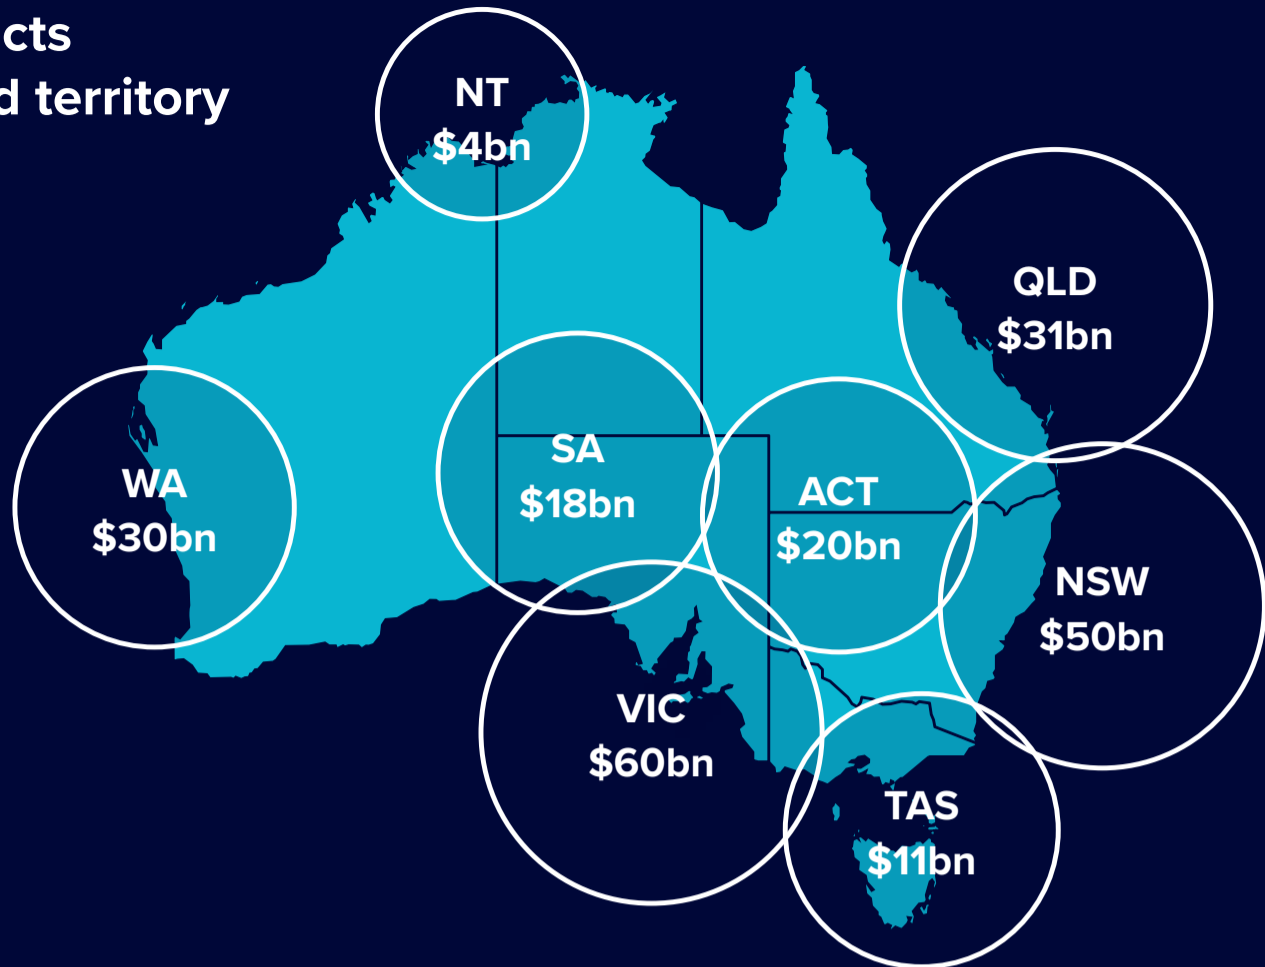 cts
d territory
NT
$4bn
QLD
$31bn
SA
$18bn
WA
$30bn
ACT
$20bn
NSW
$50bn
VIC
$60bn
TAS
$11bn